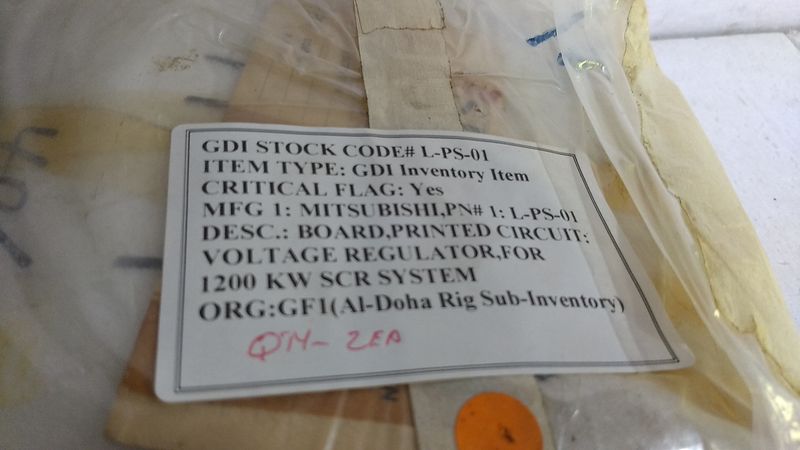 GDI STOCK CODE# L-PS-01
ITEM TYPE: GDI Inventory Item
CRITICAL FLAG: Yes
MFG 1: MITSUBISHI,PN# 1: L-PS-01
DESC.: BOARD,PRINTED CIRCUIT:
VOLTAGE REGULATOR,FOR
1200 KW SCR SYSTEM
ORG:GF1(Al-Doha Rig Sub-Inventory)
QTY- 2EA